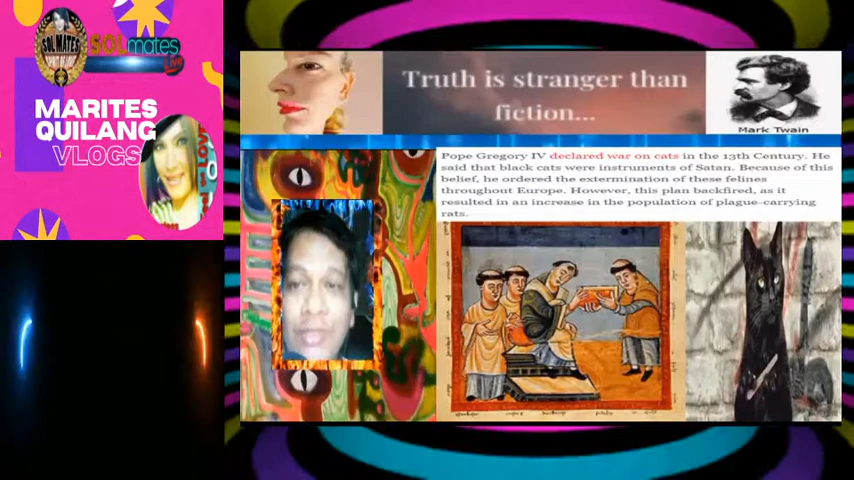 SOL MATES
SOLmates
Live
MARITES
QUILANG
VLOGS
Truth is stranger than
fiction...
Mark Twain
Pope Gregory IV declared war on cats in the 13th Century. He
said that black cats were instruments of Satan. Because of this
belief, he ordered the extermination of these felines
throughout Europe. However, this plan backfired, as it
resulted in an increase in the population of plague-carrying
rats.